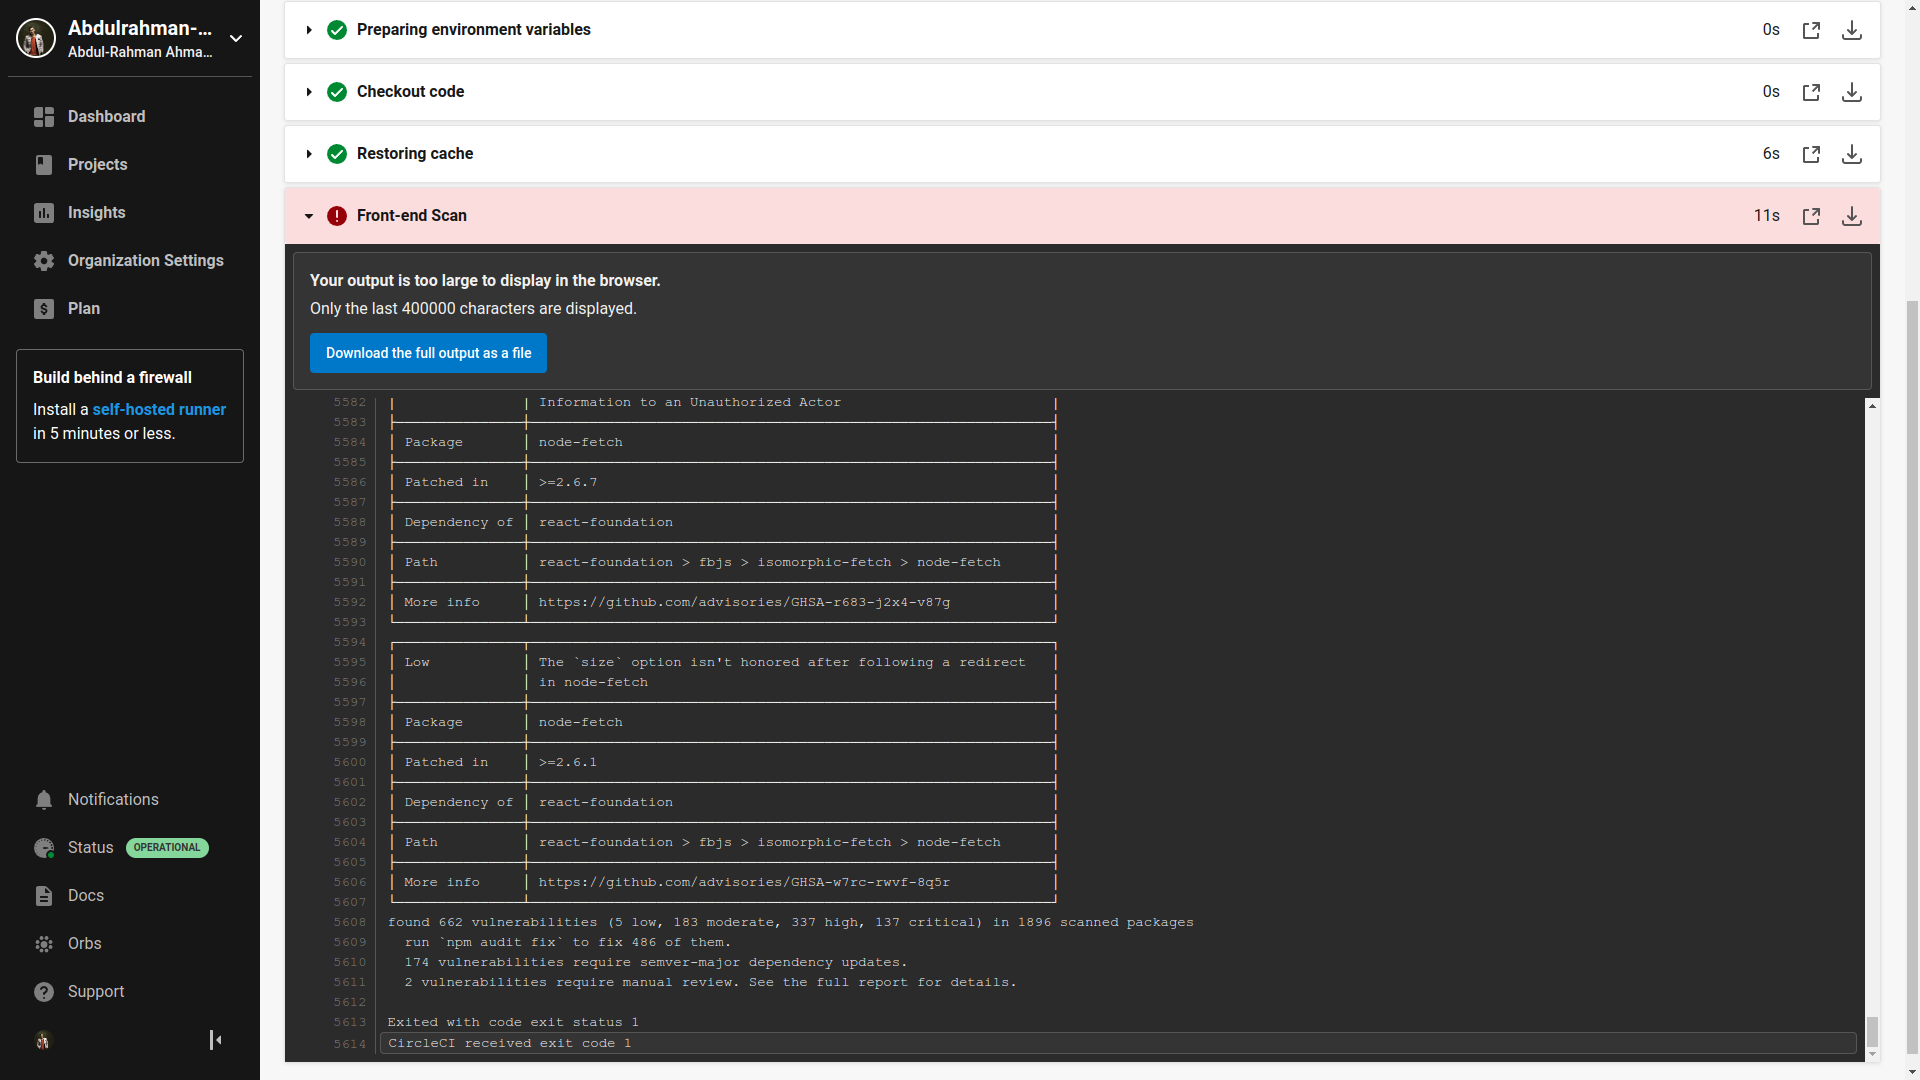 Abdulrahman-...
Abdul-Rahman Ahma...
Dashboard
Projects
Insights
Organization Settings
Plan
Build behind a firewall
Install a self-hosted runner
in 5 minutes or less.
Notifications
Status OPERATIONAL
Docs
Orbs
Support
Preparing environment variables 0s
Checkout code 0s
Restoring cache 6s
Front-end Scan 11s
Your output is too large to display in the browser.
Only the last 400000 characters are displayed.
Download the full output as a file
5582 Information to an Unauthorized Actor
5583
5584 Package node-fetch
5585
5586 Patched in >=2.6.7
5587
5588 Dependency of react-foundation
5589
5590 Path react-foundation > fbjs > isomorphic-fetch > node-fetch
5591
5592 More info https://github.com/advisories/GHSA-r683-j2x4-v87g
5593
5594
5595 Low The `size` option isn't honored after following a redirect
5596 in node-fetch
5597
5598 Package node-fetch
5599
5600 Patched in >=2.6.1
5601
5602 Dependency of react-foundation
5603
5604 Path react-foundation > fbjs > isomorphic-fetch > node-fetch
5605
5606 More info https://github.com/advisories/GHSA-w7rc-rwvf-8q5r
5607
5608 found 662 vulnerabilities (5 low, 183 moderate, 337 high, 137 critical) in 1896 scanned packages
5609 run `npm audit fix` to fix 486 of them.
5610 174 vulnerabilities require semver-major dependency updates.
5611 2 vulnerabilities require manual review. See the full report for details.
5612
5613 Exited with code exit status 1
5614 CircleCI received exit code 1